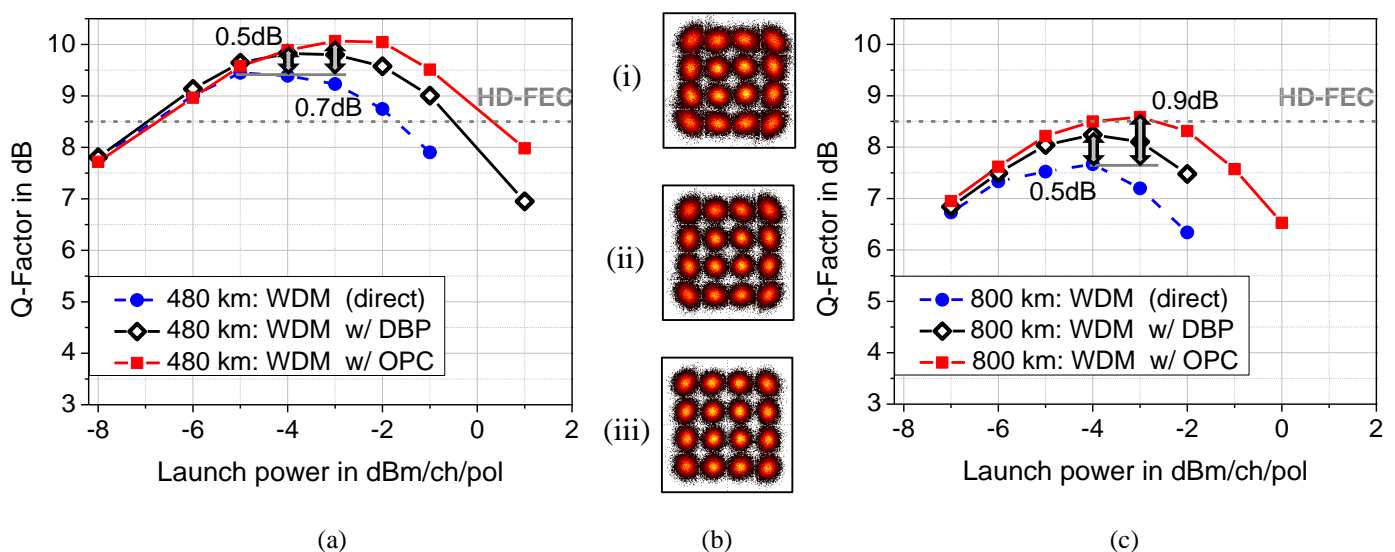 10
9
8
7
6
5
4
3
Q-Factor in dB
0.5dB
0.7dB
HD-FEC
480 km: WDM (direct)
480 km: WDM w/ DBP
480 km: WDM w/ OPC
-8 -6 -4 -2 0 2
Launch power in dBm/ch/pol
(a)
(i)
(ii)
(iii)
(b)
10
9
8
7
6
5
4
3
Q-Factor in dB
0.9dB
HD-FEC
0.5dB
800 km: WDM (direct)
800 km: WDM w/ DBP
800 km: WDM w/ OPC
-8 -6 -4 -2 0 2
Launch power in dBm/ch/pol
(c)